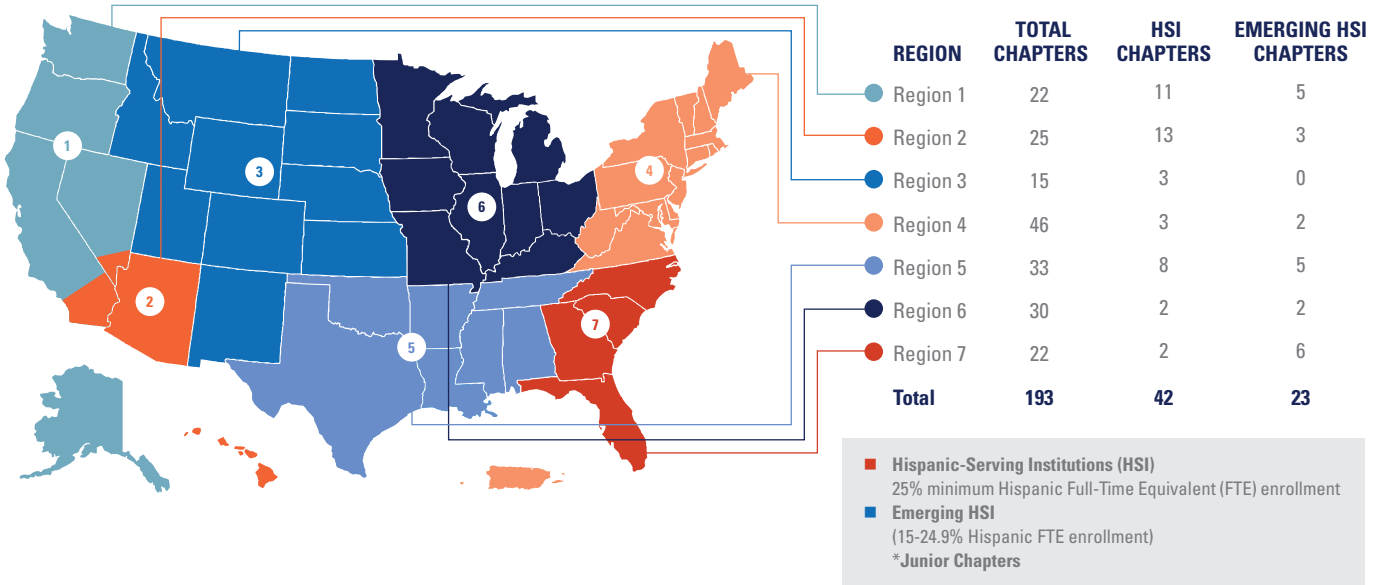 1
2
3
4
5
6
7
REGION TOTAL CHAPTERS HSI CHAPTERS EMERGING HSI CHAPTERS
Region 1 22 11 5
Region 2 25 13 3
Region 3 15 3 0
Region 4 46 3 2
Region 5 33 8 5
Region 6 30 2 2
Region 7 22 2 6
Total 193 42 23
Hispanic-Serving Institutions (HSI)
25% minimum Hispanic Full-Time Equivalent (FTE) enrollment
Emerging HSI
(15-24.9% Hispanic FTE enrollment)
*Junior Chapters